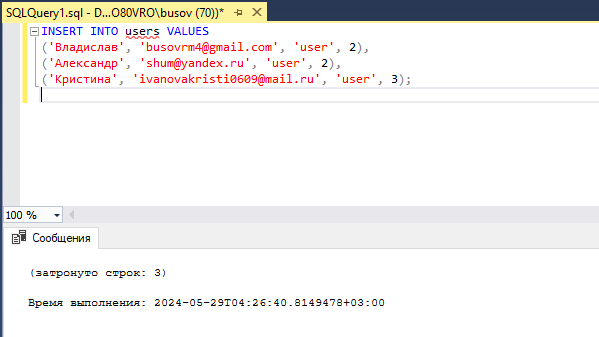 SQLQuery1.sql - D...O80VRO\busov (70))*
INSERT INTO users VALUES
('Владислав', 'busovrm4@gmail.com', 'user', 2),
('Александр', 'shum@yandex.ru', 'user', 2),
('Кристина', 'ivanovakristi0609@mail.ru', 'user', 3);
100 %
Сообщения
(затронуто строк: 3)
Время выполнения: 2024-05-29T04:26:40.8149478+03:00